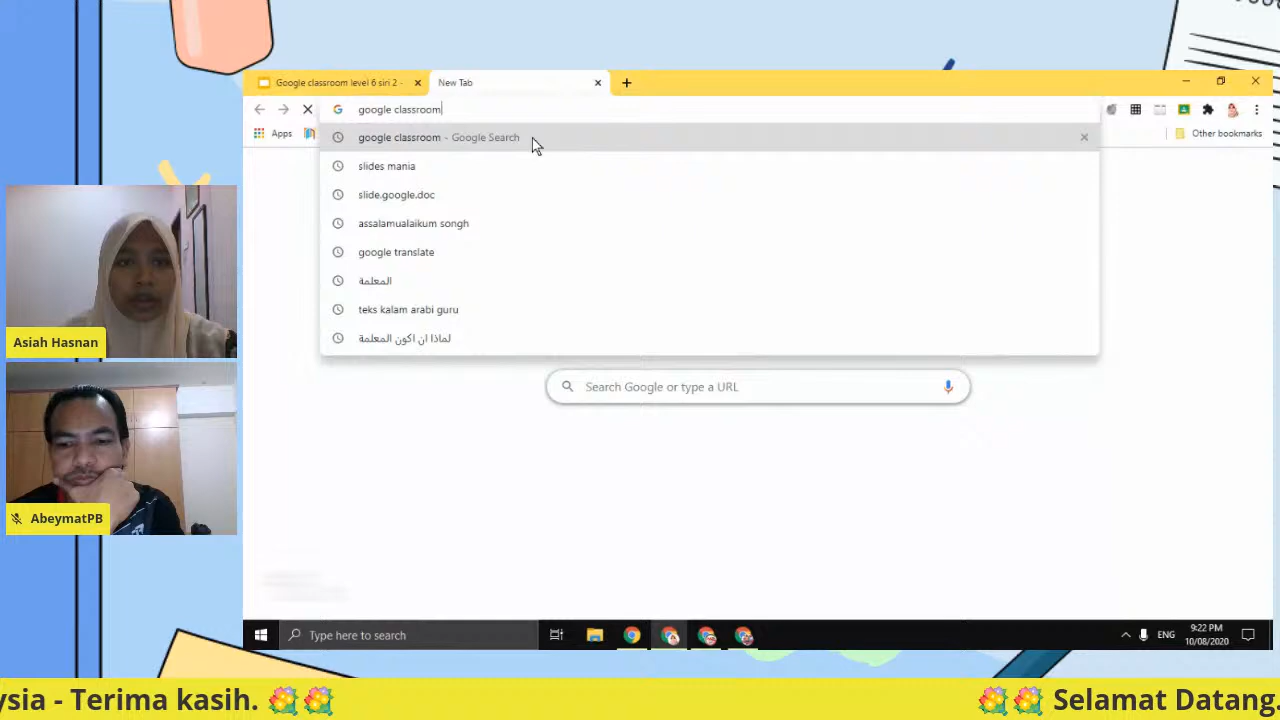 Google classroom level 6 siri 2 -
New Tab
google classroom
Apps
Other bookmarks
google classroom - Google Search
slides mania
slide.google.doc
assalamualaikum songh
google translate
المعلمة
teks kalam arabi guru
لماذا ان اكون المعلمة
Search Google or type a URL
Asiah Hasnan
AbeymatPB
Type here to search
ENG
9:22 PM
10/08/2020
ysia - Terima kasih. 💐💐
💐💐 Selamat Datang.